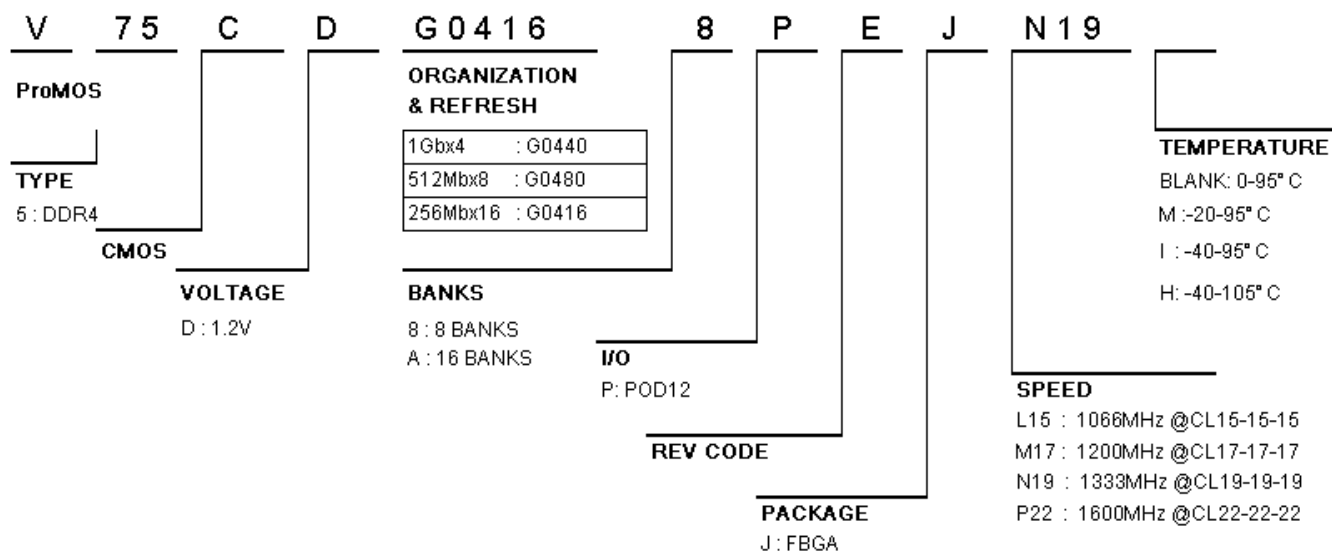 V 75 C D G0416 8 P E J N19
ProMOS
TYPE
5 : DDR4
CMOS
VOLTAGE
D : 1.2V
ORGANIZATION
& REFRESH
1Gbx4 : G0440
512Mbx8 : G0480
256Mbx16 : G0416
BANKS
8 : 8 BANKS
A : 16 BANKS
I/O
P: POD12
REV CODE
PACKAGE
J : FBGA
SPEED
L15 : 1066MHz @CL15-15-15
M17 : 1200MHz @CL17-17-17
N19 : 1333MHz @CL19-19-19
P22 : 1600MHz @CL22-22-22
TEMPERATURE
BLANK: 0-95° C
M :-20-95° C
I : -40-95° C
H: -40-105° C